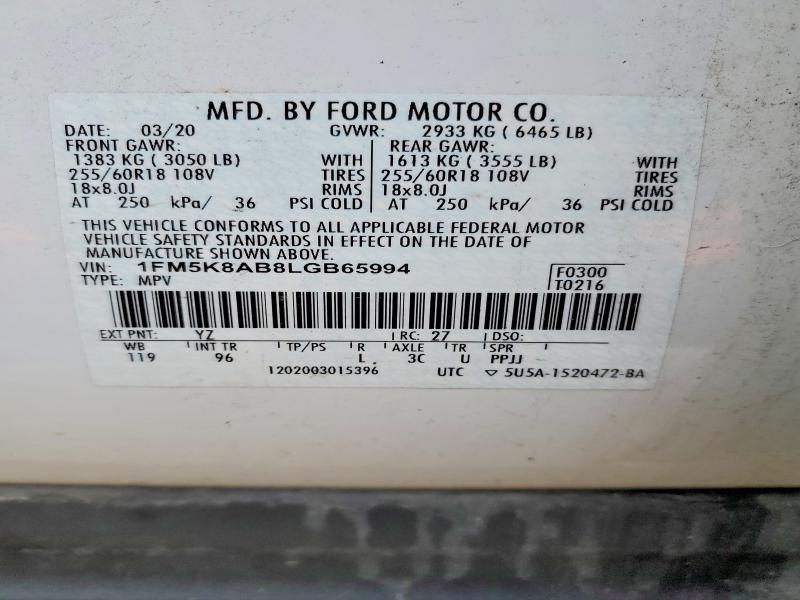 MFD. BY FORD MOTOR CO.
DATE: 03/20 GVWR: 2933 KG ( 6465 LB)
FRONT GAWR: REAR GAWR:
1383 KG ( 3050 LB) WITH 1613 KG ( 3555 LB) WITH
255/60R18 108V TIRES 255/60R18 108V TIRES
18x8.0J RIMS 18x8.0J RIMS
AT 250 kPa/ 36 PSI COLD AT 250 kPa/ 36 PSI COLD
THIS VEHICLE CONFORMS TO ALL APPLICABLE FEDERAL MOTOR
VEHICLE SAFETY STANDARDS IN EFFECT ON THE DATE OF
MANUFACTURE SHOWN ABOVE.
VIN: 1FM5K8AB8LGB65994 F0300
TYPE: MPV T0216
EXT PNT: YZ RC: 27 DSO:
WB INT TR TP/PS R AXLE TR SPR
119 96 L 3C U PPJJ
1202003015396 UTC ▽ 5U5A-1520472-BA